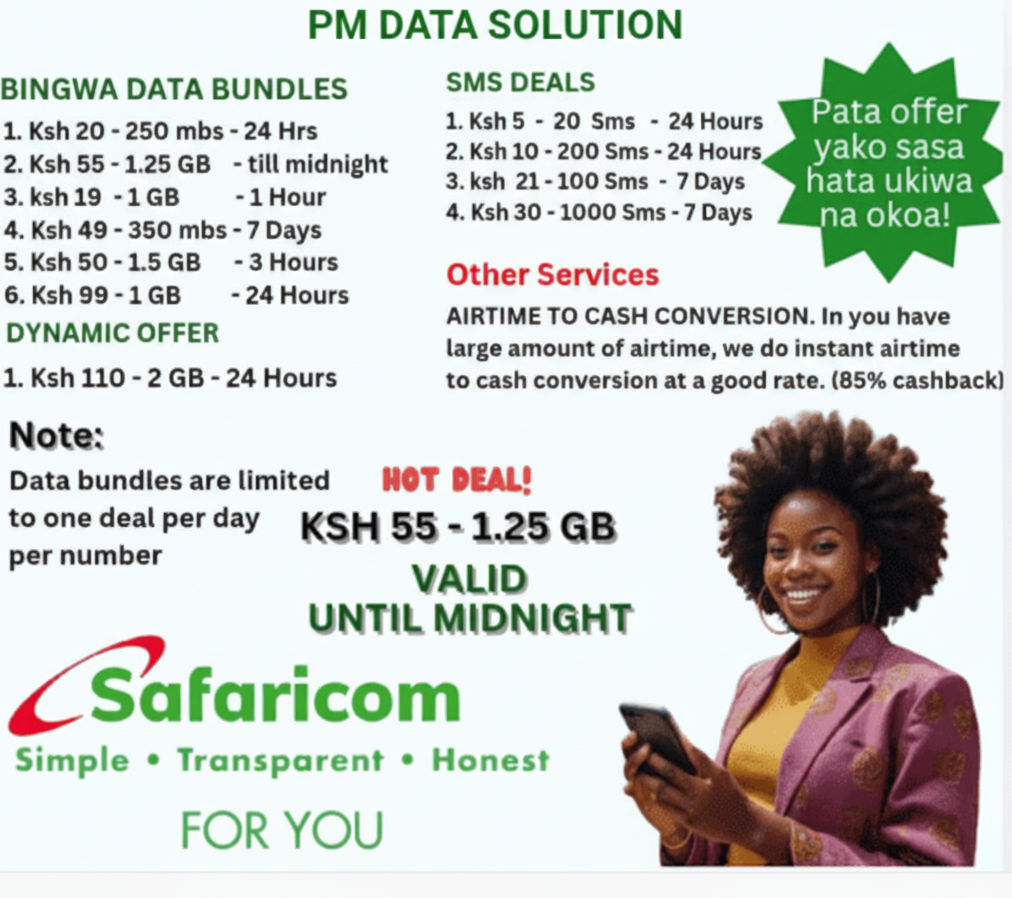 PM DATA SOLUTION
BINGWA DATA BUNDLES
1. Ksh 20 - 250 mbs - 24 Hrs
2. Ksh 55 - 1.25 GB - till midnight
3. ksh 19 - 1 GB - 1 Hour
4. Ksh 49 - 350 mbs - 7 Days
5. Ksh 50 - 1.5 GB - 3 Hours
6. Ksh 99 - 1 GB - 24 Hours
DYNAMIC OFFER
1. Ksh 110 - 2 GB - 24 Hours
SMS DEALS
1. Ksh 5 - 20 Sms - 24 Hours
2. Ksh 10 - 200 Sms - 24 Hours
3. ksh 21 - 100 Sms - 7 Days
4. Ksh 30 - 1000 Sms - 7 Days
Pata offer
yako sasa
hata ukiwa
na okoa!
Other Services
AIRTIME TO CASH CONVERSION. In you have
large amount of airtime, we do instant airtime
to cash conversion at a good rate. (85% cashback)
Note:
Data bundles are limited
to one deal per day
per number
HOT DEAL!
KSH 55 - 1.25 GB
VALID
UNTIL MIDNIGHT
Safaricom
Simple • Transparent • Honest
FOR YOU